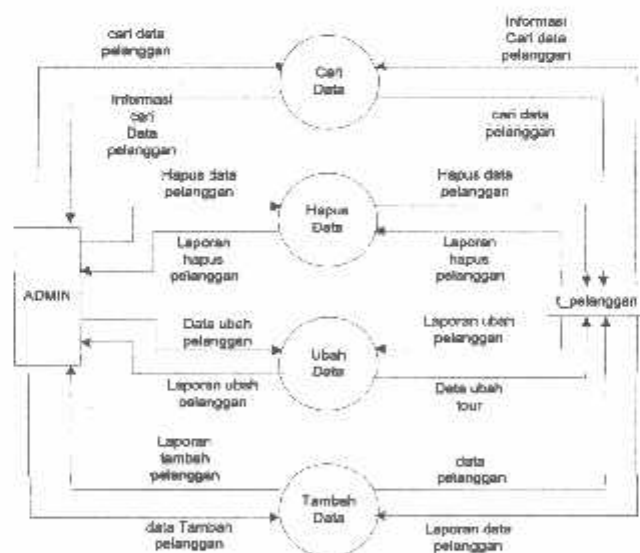 cari data
pelanggan
Informasi
Cari data
pelanggan
Cari
Data
Informasi
cari
Data
pelanggan
cari data
pelanggan
Hapus data
pelanggan
Hapus data
pelanggan
Hapus
Data
Laporan
hapus
pelanggan
Laporan
hapus
pelanggan
ADMIN
t_pelanggan
Data ubah
pelanggan
Laporan ubah
pelanggan
Ubah
Data
Laporan ubah
pelanggan
Data ubah
tour
Laporan
tambah
pelanggan
data
pelanggan
Tambah
Data
data Tambah
pelanggan
Laporan data
pelanggan